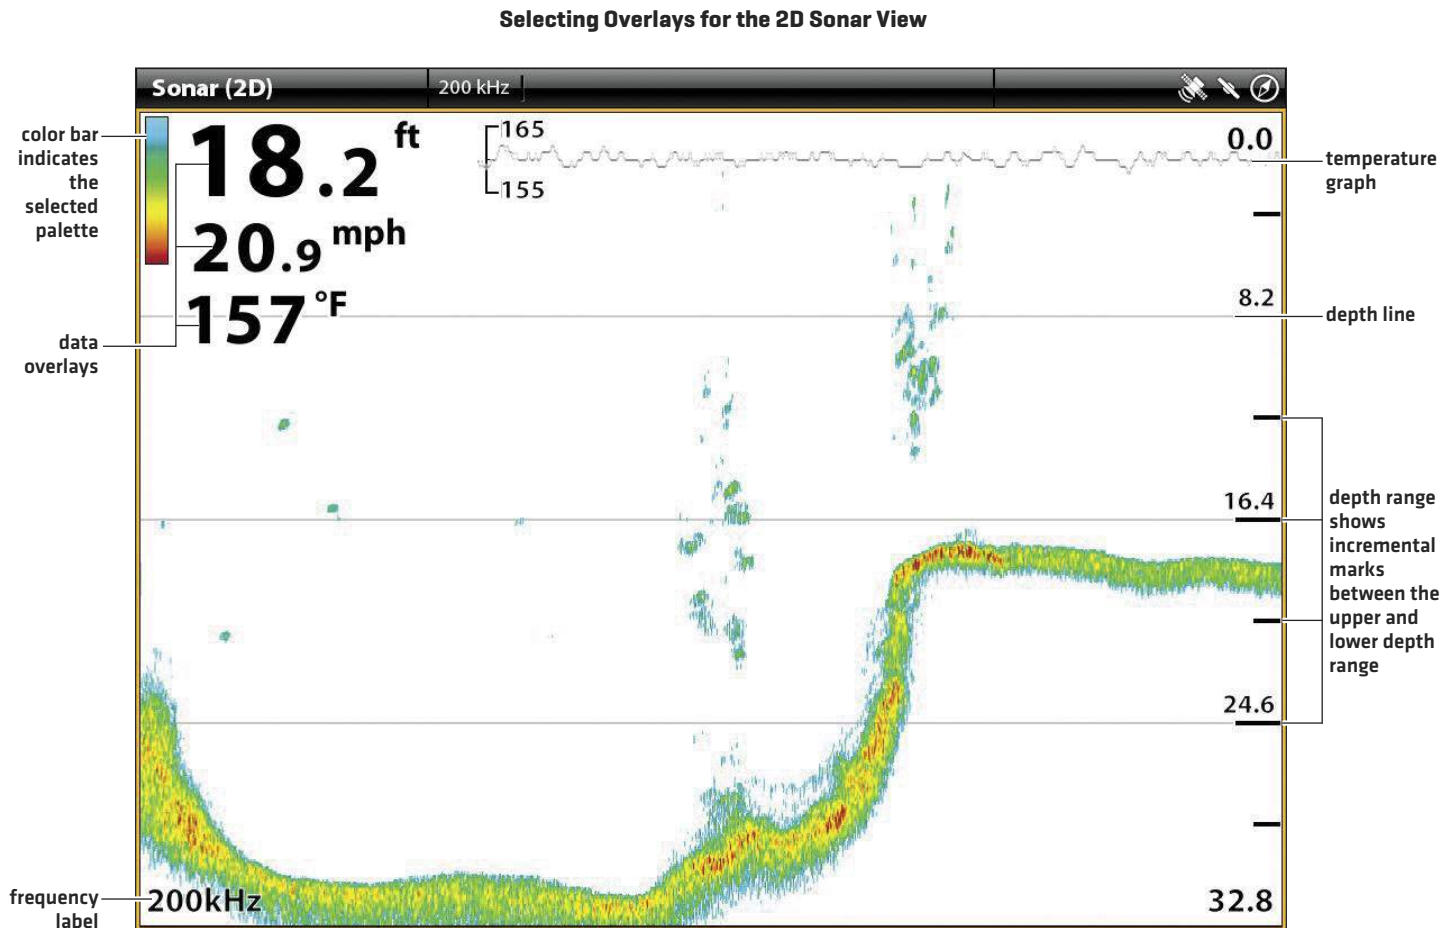 Selecting Overlays for the 2D Sonar View
Sonar (2D)
200 kHz
color bar
indicates
the
selected
palette
data
overlays
frequency
label
18.2 ft
20.9 mph
157 °F
165
155
0.0
8.2
16.4
24.6
32.8
200kHz
temperature
graph
depth line
depth range
shows
incremental
marks
between the
upper and
lower depth
range